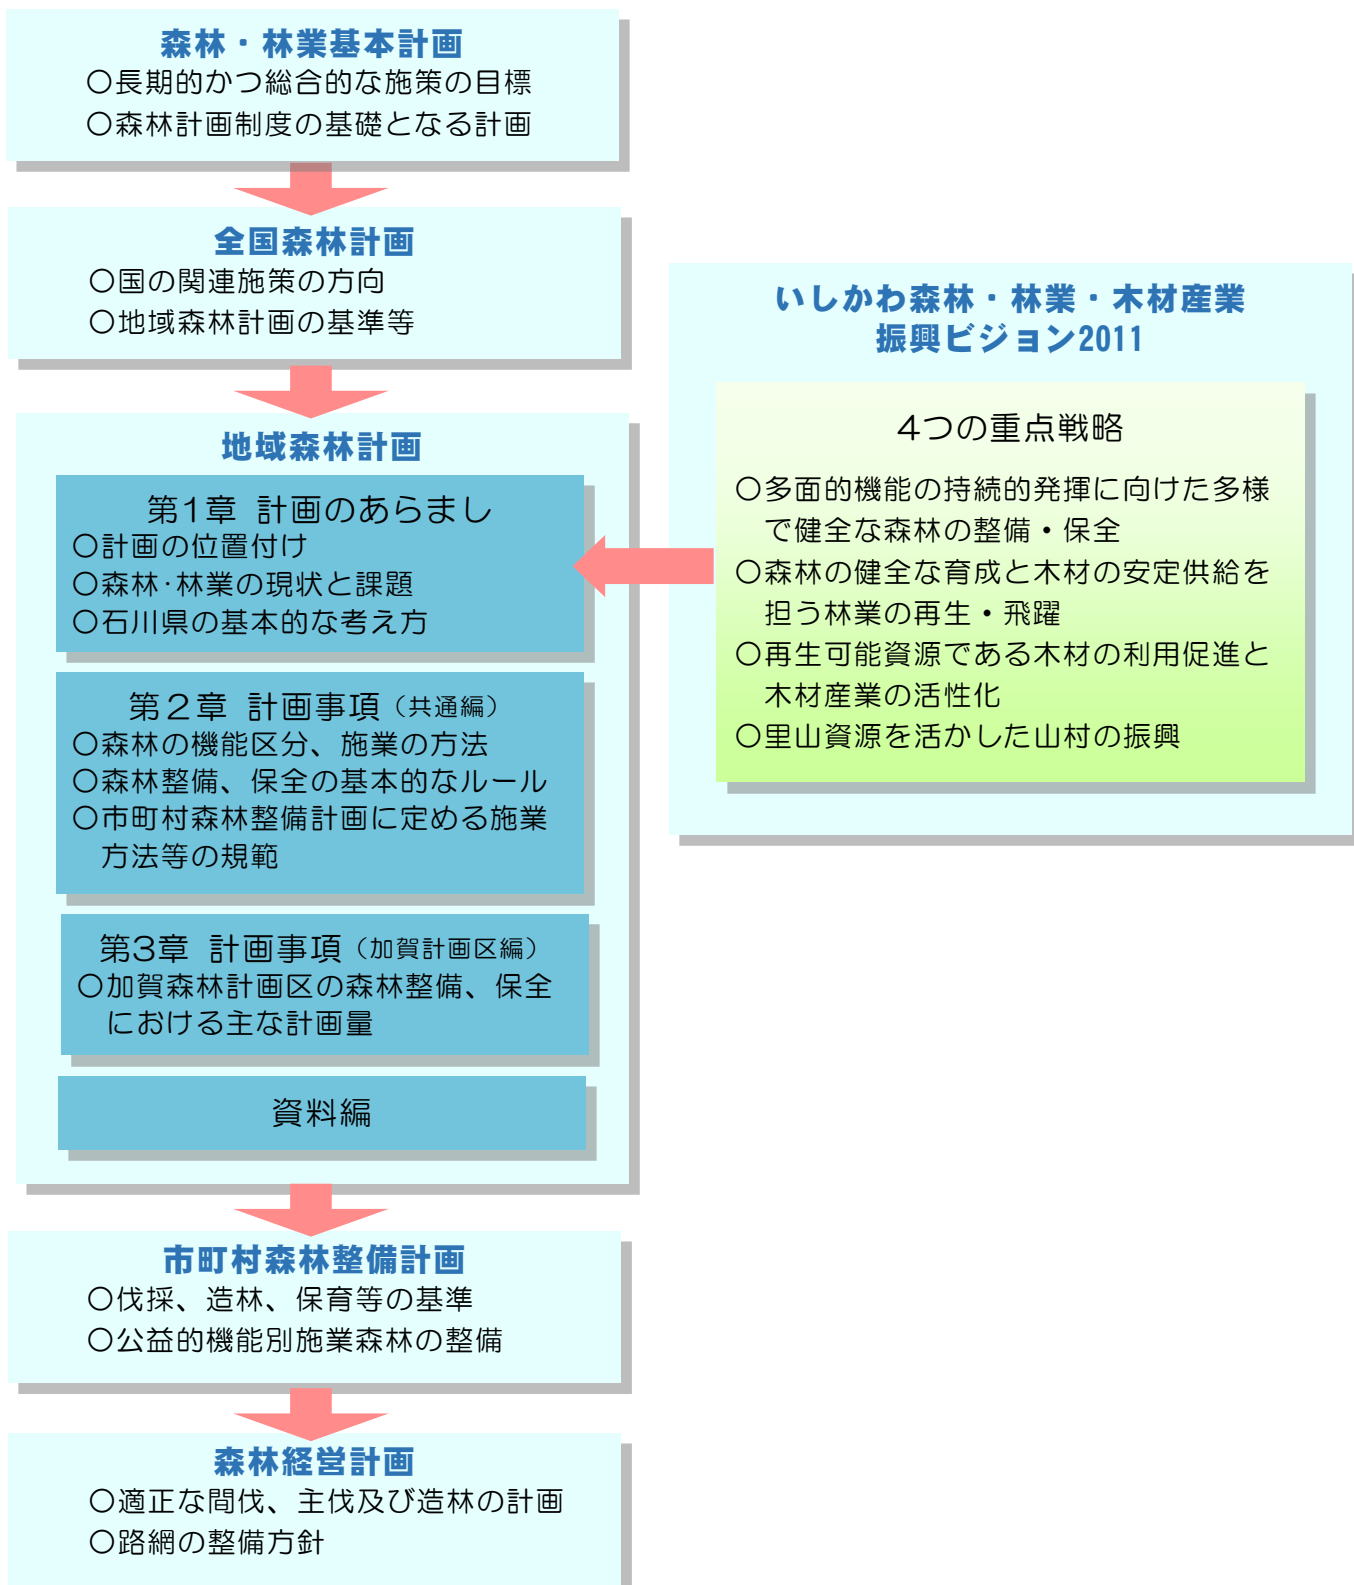 森林・林業基本計画
○長期的かつ総合的な施策の目標
○森林計画制度の基礎となる計画
全国森林計画
○国の関連施策の方向
○地域森林計画の基準等
地域森林計画
第1章 計画のあらまし
○計画の位置付け
○森林・林業の現状と課題
○石川県の基本的な考え方
第２章 計画事項（共通編）
○森林の機能区分、施業の方法
○森林整備、保全の基本的なルール
○市町村森林整備計画に定める施業
方法等の規範
第3章 計画事項（加賀計画区編）
○加賀森林計画区の森林整備、保全
における主な計画量
資料編
市町村森林整備計画
○伐採、造林、保育等の基準
○公益的機能別施業森林の整備
森林経営計画
○適正な間伐、主伐及び造林の計画
○路網の整備方針
いしかわ森林・林業・木材産業
振興ビジョン2011
4つの重点戦略
○多面的機能の持続的発揮に向けた多様
で健全な森林の整備・保全
○森林の健全な育成と木材の安定供給を
担う林業の再生・飛躍
○再生可能資源である木材の利用促進と
木材産業の活性化
○里山資源を活かした山村の振興